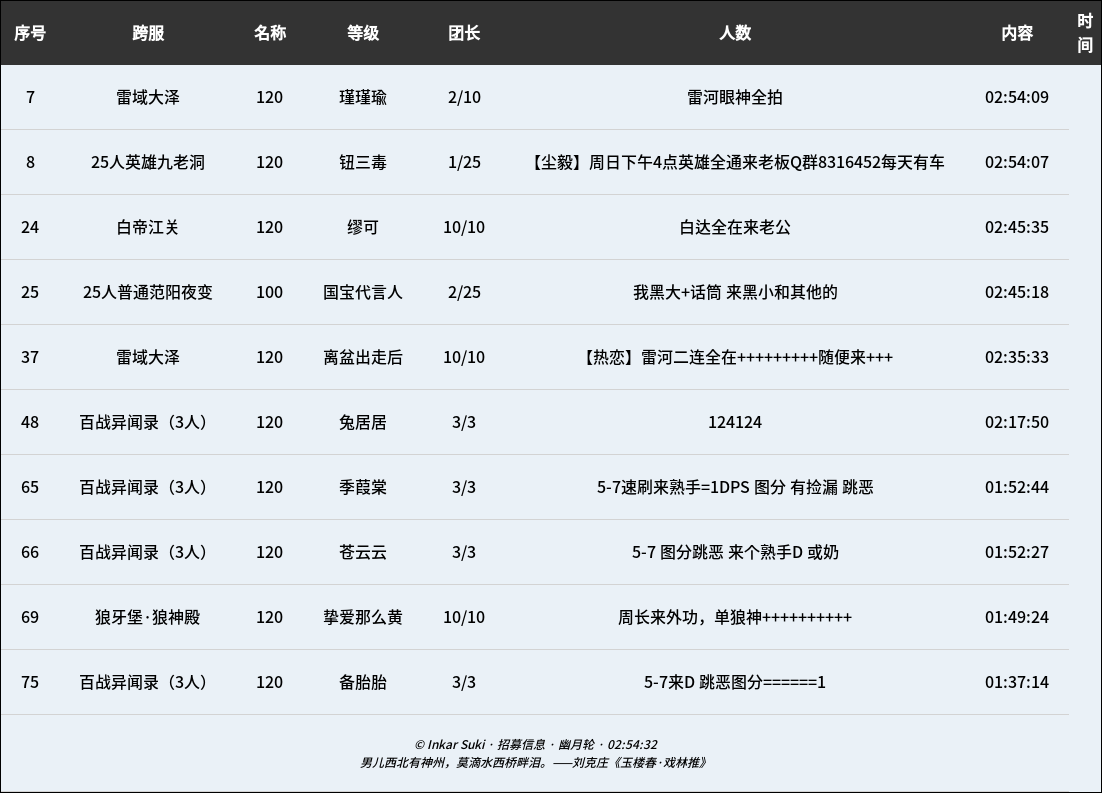 序号 跨服 名称 等级 团长 人数 内容 时间
7 雷域大泽 120 瑾瑾瑜 2/10 雷河眼神全拍 02:54:09
8 25人英雄九老洞 120 钮三毒 1/25 【尘毅】周日下午4点英雄全通来老板Q群8316452每天有车 02:54:07
24 白帝江关 120 缪可 10/10 白达全在来老公 02:45:35
25 25人普通范阳夜变 100 国宝代言人 2/25 我黑大+话筒 来黑小和其他的 02:45:18
37 雷域大泽 120 离盆出走后 10/10 【热恋】雷河二连全在+++++++++随便来+++ 02:35:33
48 百战异闻录（3人） 120 兔居居 3/3 124124 02:17:50
65 百战异闻录（3人） 120 季葭棠 3/3 5-7速刷来熟手=1DPS 图分 有捡漏 跳恶 01:52:44
66 百战异闻录（3人） 120 苍云云 3/3 5-7 图分跳恶 来个熟手D 或奶 01:52:27
69 狼牙堡·狼神殿 120 挚爱那么黄 10/10 周长来外功，单狼神++++++++++ 01:49:24
75 百战异闻录（3人） 120 备胎胎 3/3 5-7来D 跳恶图分======1 01:37:14
© Inkar Suki · 招募信息 · 幽月轮 · 02:54:32
男儿西北有神州，莫滴水西桥畔泪。——刘克庄《玉楼春·戏林推》